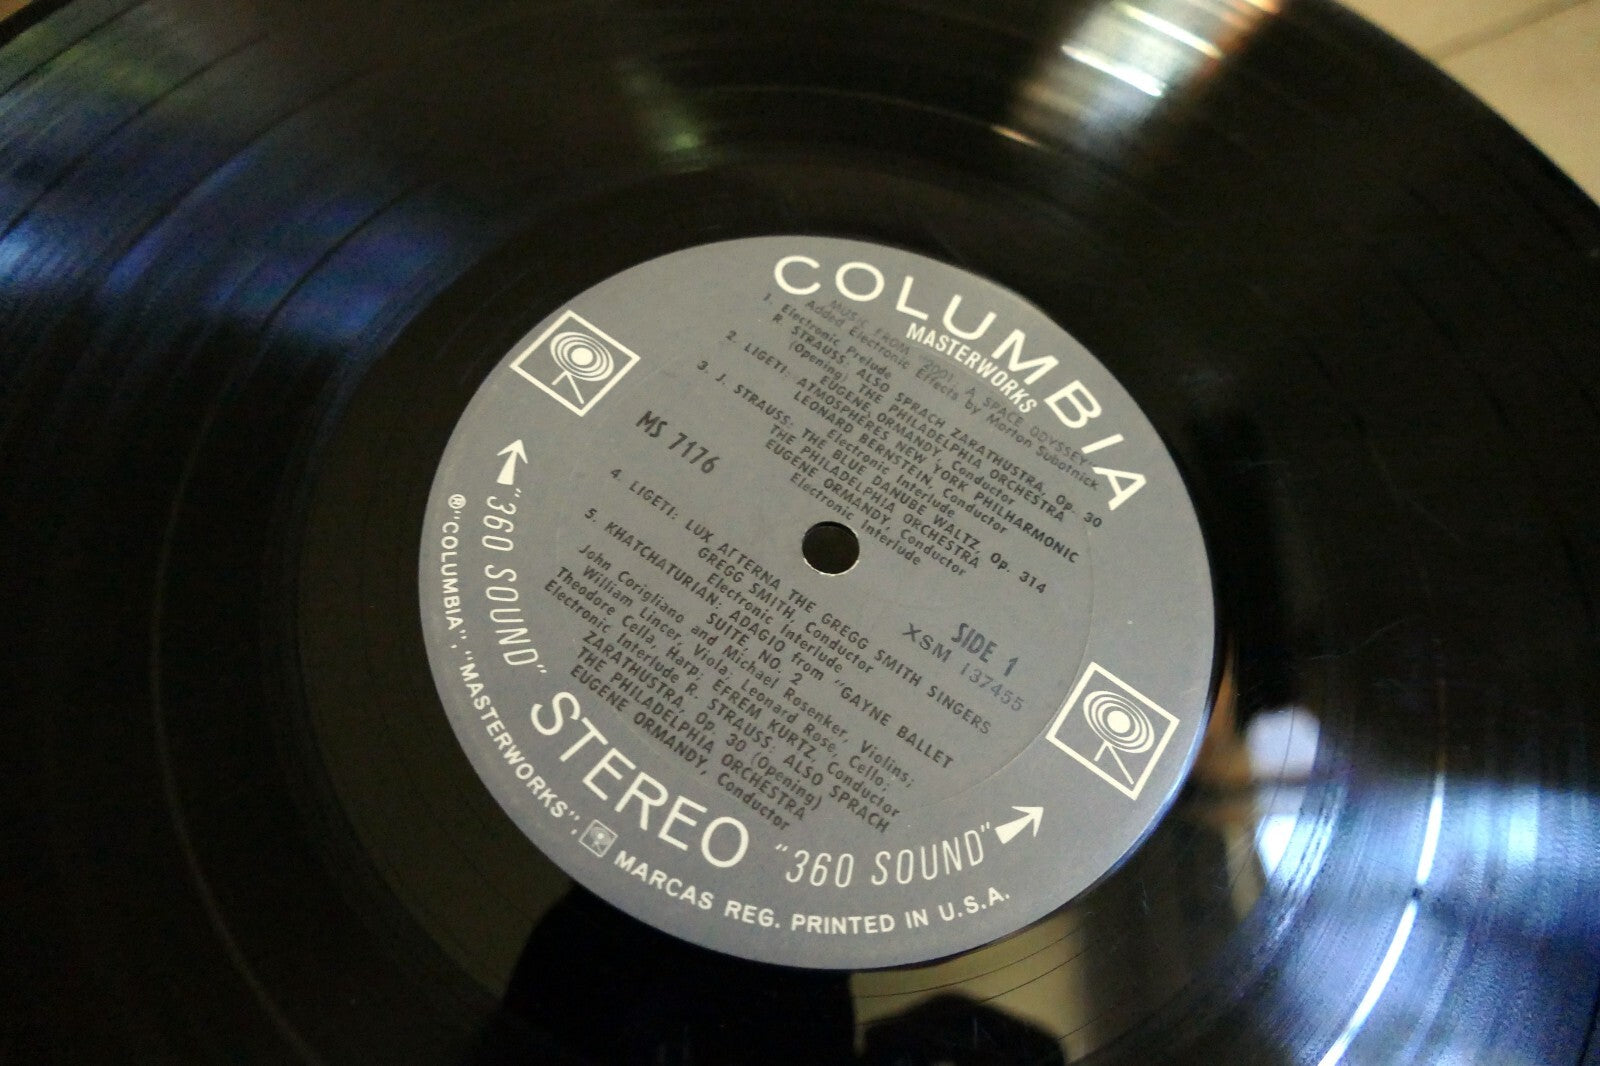 COLUMBIA
MASTERWORKS
MUSIC FROM "2001: A SPACE ODYSSEY"
Added Electronic Effects by Morton Subotnick
1. Electronic Prelude
R. STRAUSS: ALSO SPRACH ZARATHUSTRA, Op. 30
(Opening) THE PHILADELPHIA ORCHESTRA
EUGENE ORMANDY, Conductor
2. LIGETI: ATMOSPHÈRES NEW YORK PHILHARMONIC
LEONARD BERNSTEIN, Conductor
Electronic Interlude
3. J. STRAUSS: THE BLUE DANUBE WALTZ, Op. 314
THE PHILADELPHIA ORCHESTRA
EUGENE ORMANDY, Conductor
Electronic Interlude
MS 7176
SIDE 1
XSM 137455
4. LIGETI: LUX AETERNA THE GREGG SMITH SINGERS
GREGG SMITH, Conductor
Electronic Interlude
5. KHATCHATURIAN: ADAGIO from "GAYNE BALLET
SUITE" NO. 2
John Corigliano and Michael Rosenker, Violins;
William Lincer, Viola; Leonard Rose, Cello;
Theodore Cella, Harp; EFREM KURTZ, Conductor
Electronic Interlude R. STRAUSS: ALSO SPRACH
ZARATHUSTRA, Op. 30 (Opening)
THE PHILADELPHIA ORCHESTRA
EUGENE ORMANDY, Conductor
"360 SOUND" STEREO "360 SOUND"
® "COLUMBIA", "MASTERWORKS", MARCAS REG. PRINTED IN U.S.A.